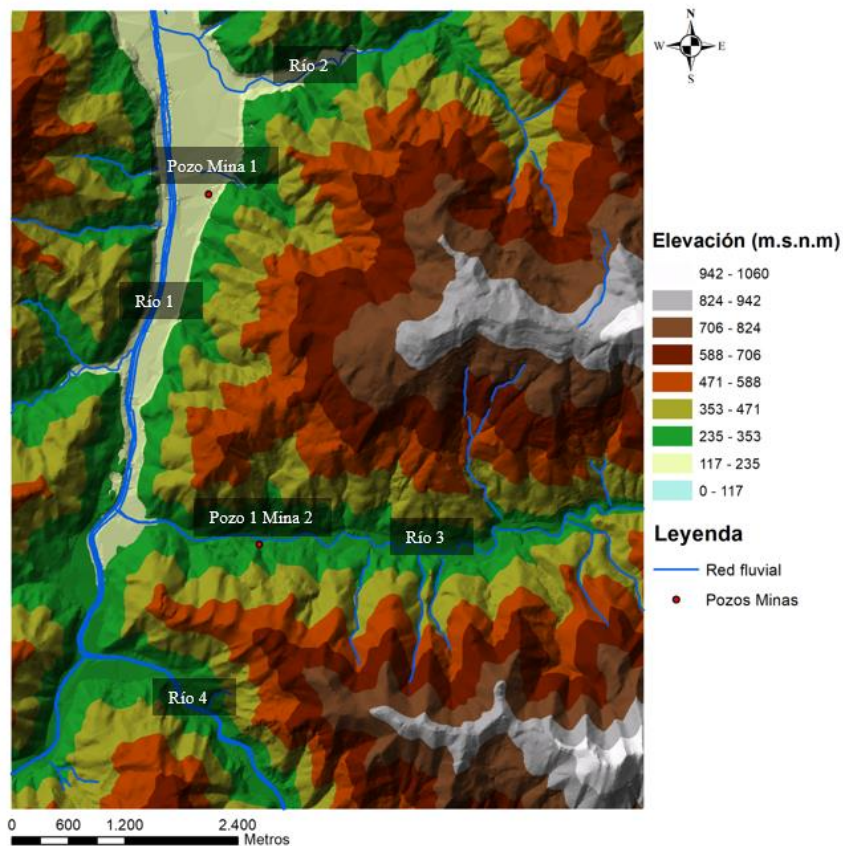 N
W
E
S
Río 2
Pozo Mina 1
Río 1
Pozo 1 Mina 2
Río 3
Río 4
Elevación (m.s.n.m)
942 - 1060
824 - 942
706 - 824
588 - 706
471 - 588
353 - 471
235 - 353
117 - 235
0 - 117
Leyenda
Red fluvial
Pozos Minas
0 600 1.200 2.400
Metros